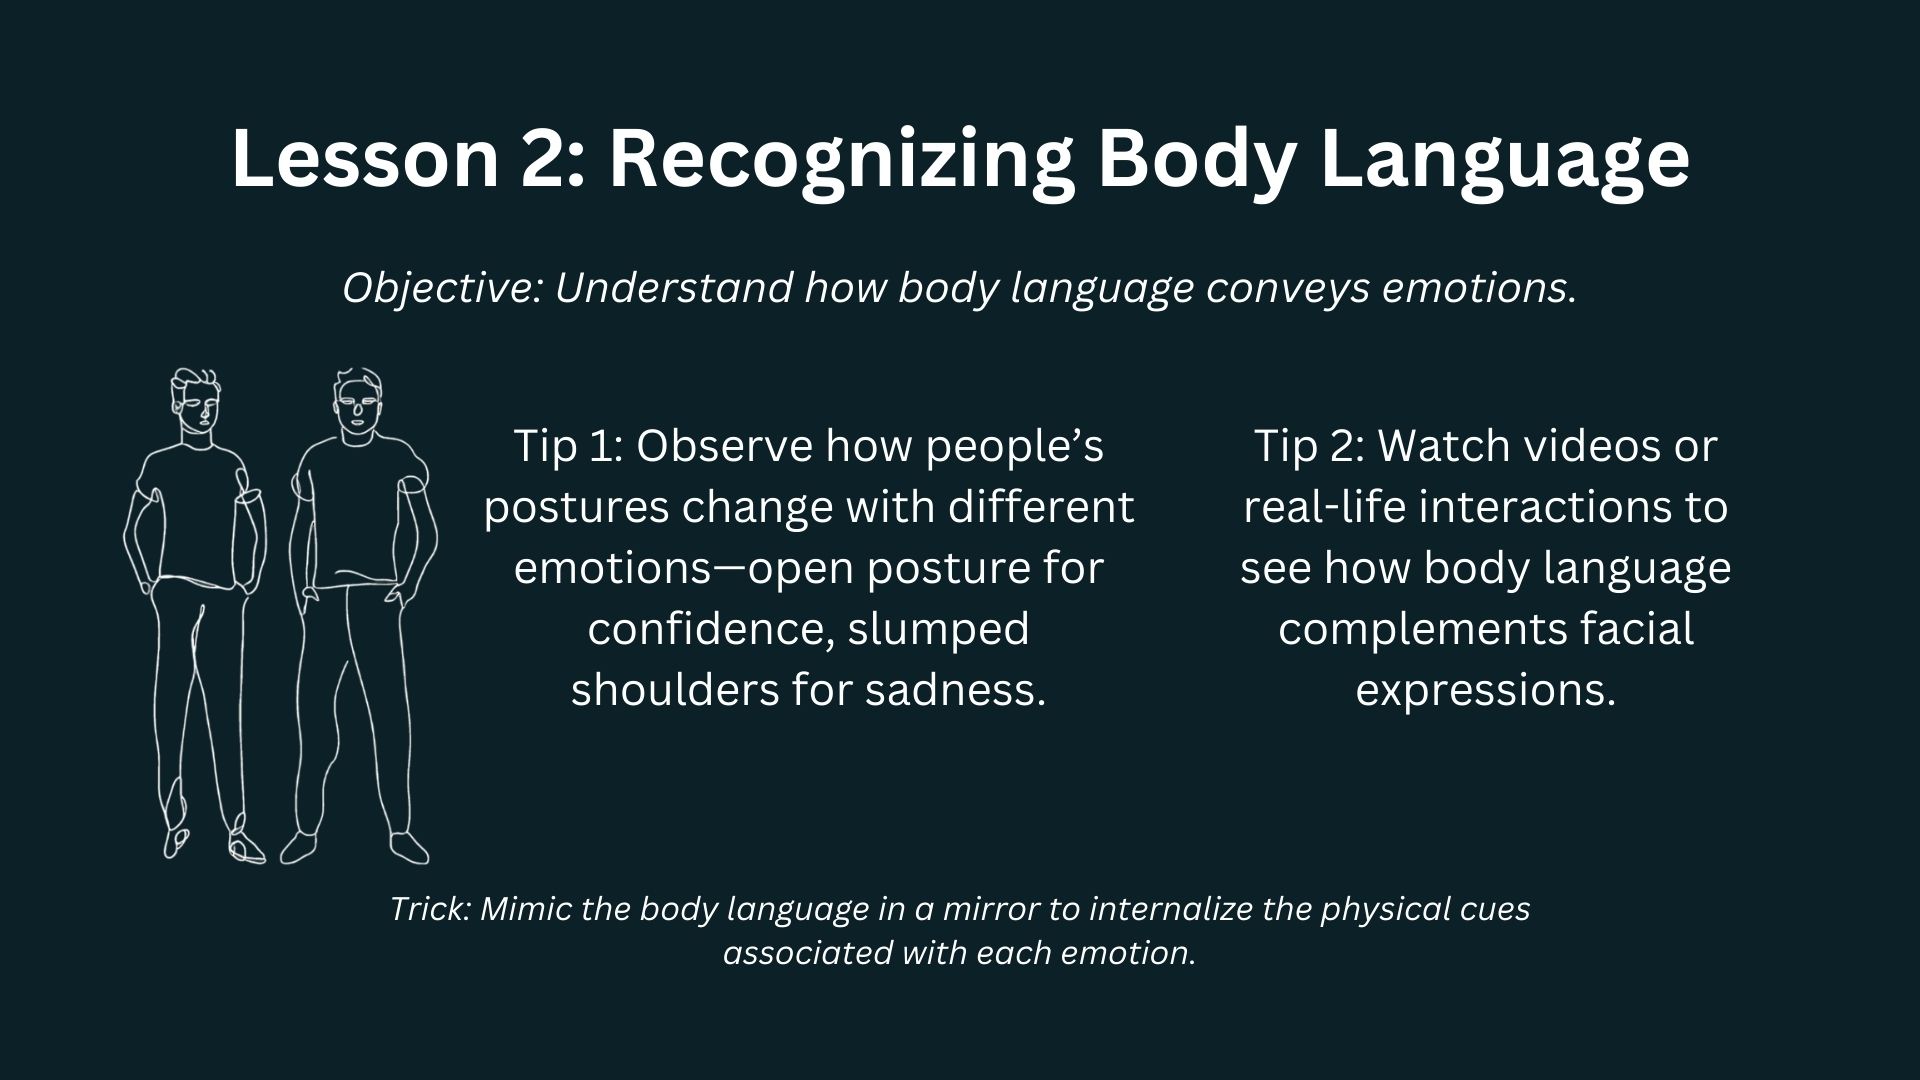 Lesson 2: Recognizing Body Language
Objective: Understand how body language conveys emotions.
Tip 1: Observe how people’s
postures change with different
emotions—open posture for
confidence, slumped
shoulders for sadness.
Tip 2: Watch videos or
real-life interactions to
see how body language
complements facial
expressions.
Trick: Mimic the body language in a mirror to internalize the physical cues
associated with each emotion.